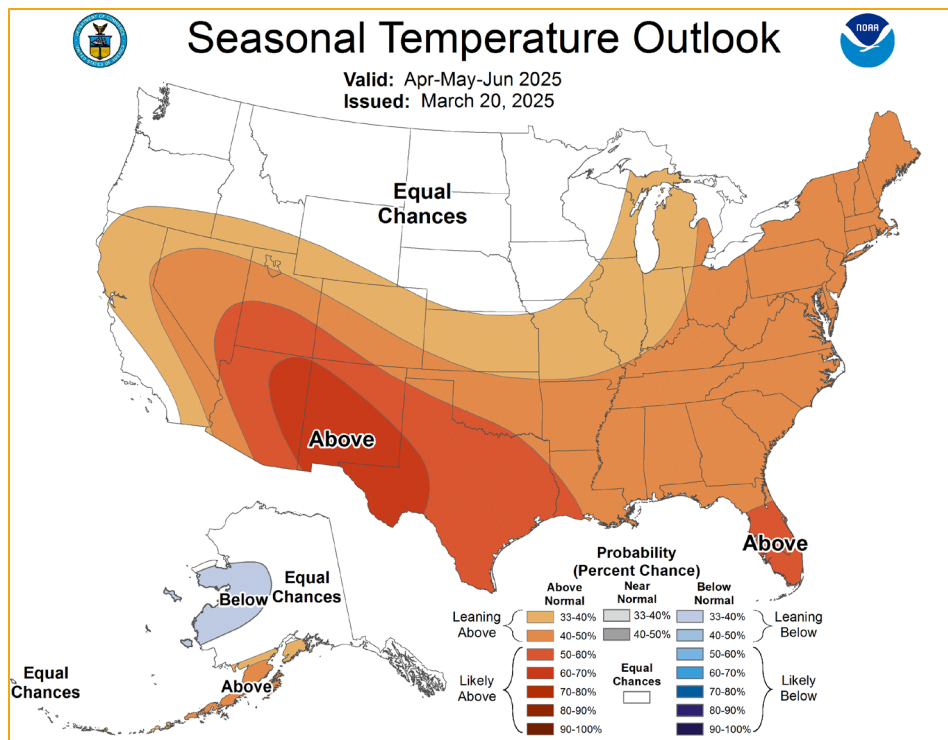 Seasonal Temperature Outlook
NOAA
Valid: Apr-May-Jun 2025
Issued: March 20, 2025
Equal
Chances
Above
Above
Below
Equal
Chances
Above
Equal
Chances
Probability
(Percent Chance)
Above
Normal
Near
Normal
Below
Normal
Leaning
Above
33-40%
40-50%
33-40%
40-50%
33-40%
40-50%
Leaning
Below
Likely
Above
50-60%
60-70%
70-80%
80-90%
90-100%
Equal
Chances
50-60%
60-70%
70-80%
80-90%
90-100%
Likely
Below